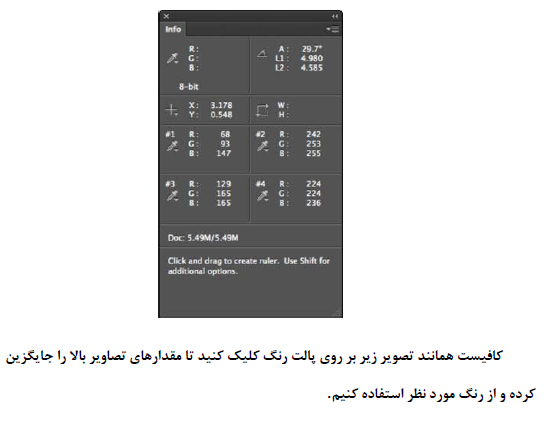 Info
R :
G :
B :
8-bit
A : 29.7°
L1 : 4.980
L2 : 4.585
X : 3.178
Y : 0.548
W :
H :
#1 R : 68
G : 93
B : 147
#2 R : 242
G : 253
B : 255
#3 R : 129
G : 165
B : 165
#4 R : 224
G : 224
B : 236
Doc: 5.49M/5.49M
Click and drag to create ruler. Use Shift for
additional options.
کافیست همانند تصویر زیر بر روی پالت رنگ کلیک کنید تا مقدارهای تصاویر بالا را جایگزین
کرده و از رنگ مورد نظر استفاده کنیم.